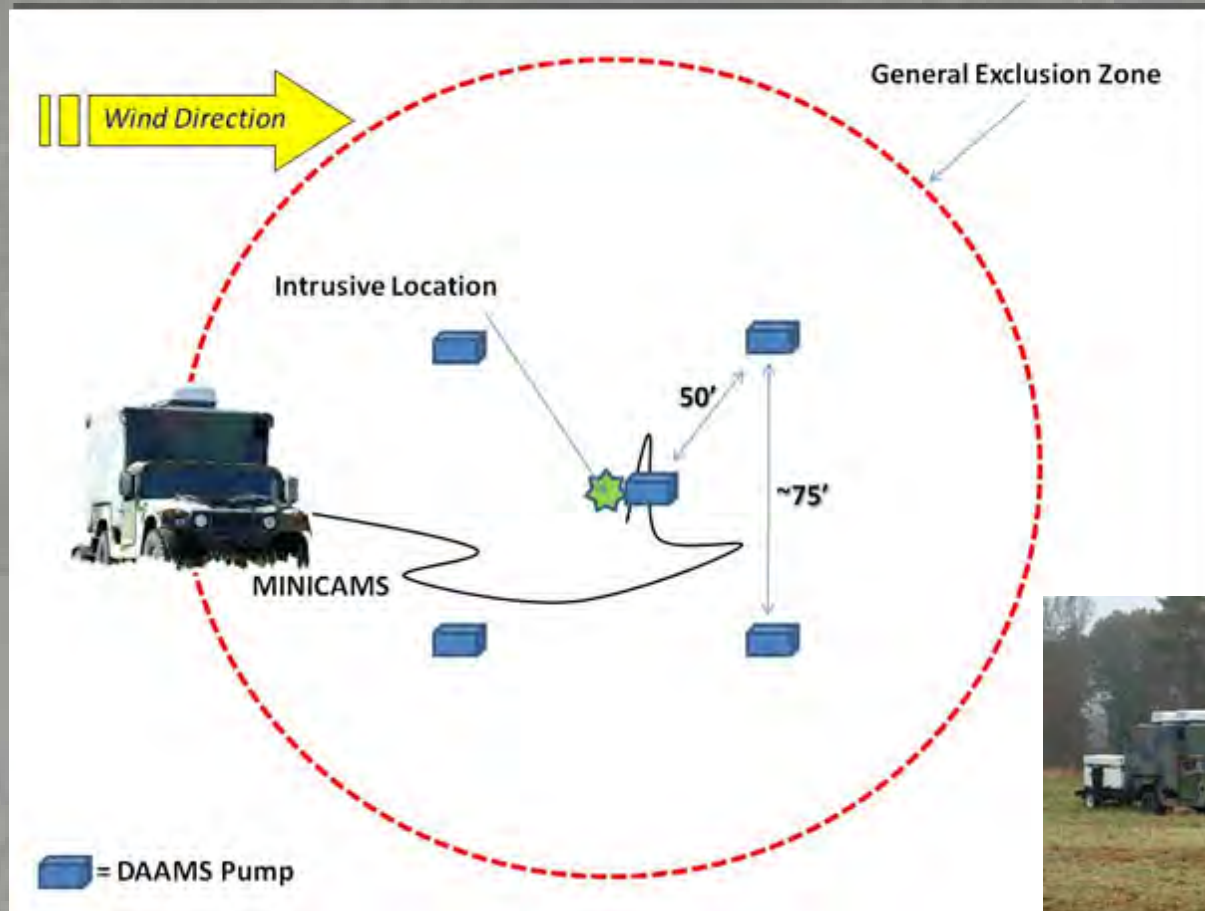 Wind Direction
General Exclusion Zone
Intrusive Location
50'
~75'
MINICAMS
= DAAMS Pump